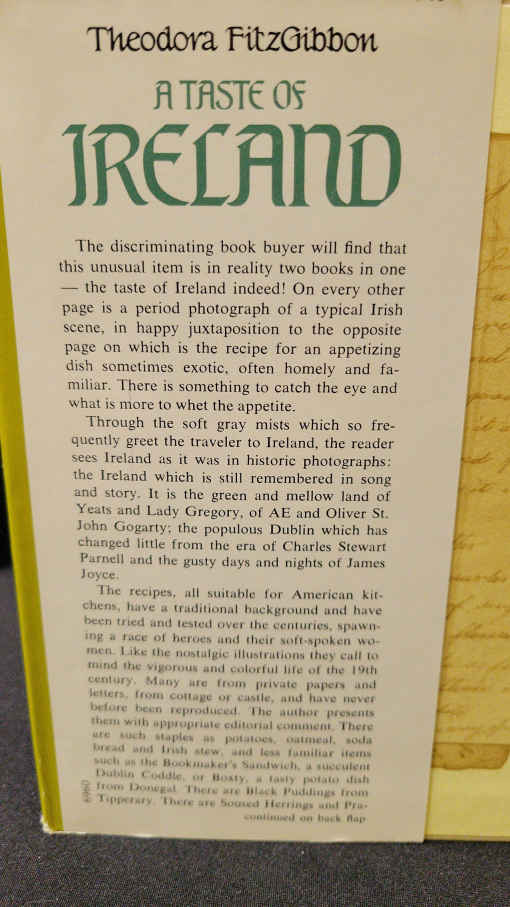 Theodora FitzGibbon
A TASTE OF
IRELAND
The discriminating book buyer will find that
this unusual item is in reality two books in one
— the taste of Ireland indeed! On every other
page is a period photograph of a typical Irish
scene, in happy juxtaposition to the opposite
page on which is the recipe for an appetizing
dish sometimes exotic, often homely and fa-
miliar. There is something to catch the eye and
what is more to whet the appetite.
Through the soft gray mists which so fre-
quently greet the traveler to Ireland, the reader
sees Ireland as it was in historic photographs:
the Ireland which is still remembered in song
and story. It is the green and mellow land of
Yeats and Lady Gregory, of AE and Oliver St.
John Gogarty; the populous Dublin which has
changed little from the era of Charles Stewart
Parnell and the gusty days and nights of James
Joyce.
The recipes, all suitable for American kit-
chens, have a traditional background and have
been tried and tested over the centuries, spawn-
ing a race of heroes and their soft-spoken wo-
men. Like the nostalgic illustrations they call to
mind the vigorous and colorful life of the 19th
century. Many are from private papers and
letters, from cottage or castle, and have never
before been reproduced. The author presents
them with appropriate editorial comment. There
are such staples as potatoes, oatmeal, soda
bread and Irish stew, and less familiar items
such as the Bookmaker's Sandwich, a succulent
Dublin Coddle, or Boxty, a tasty potato dish
from Donegal. There are Black Puddings from
Tipperary. There are Soused Herrings and Pra-
continued on back flap